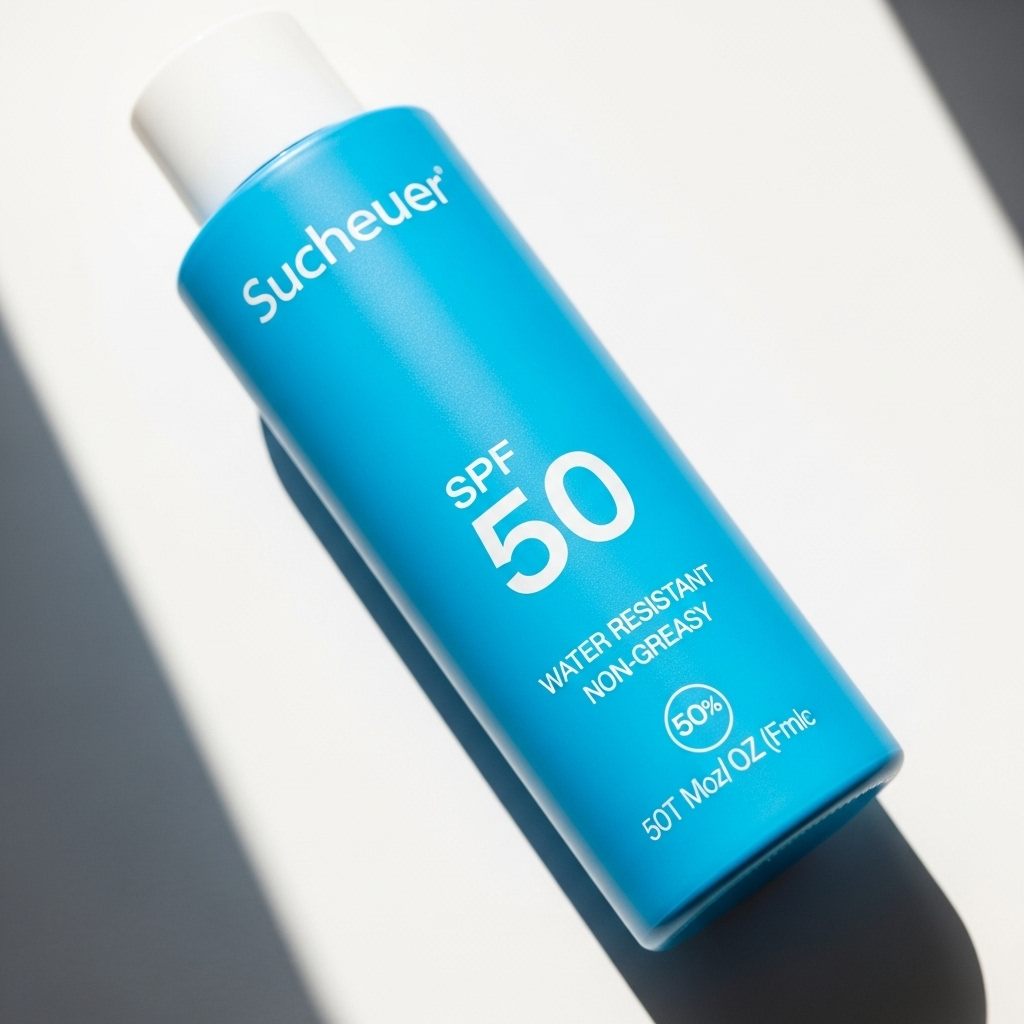 Sucheuer®
SPF
50
WATER RESISTANT
NON-GREASY
50%
50T Moz/ OZ (Fmlc